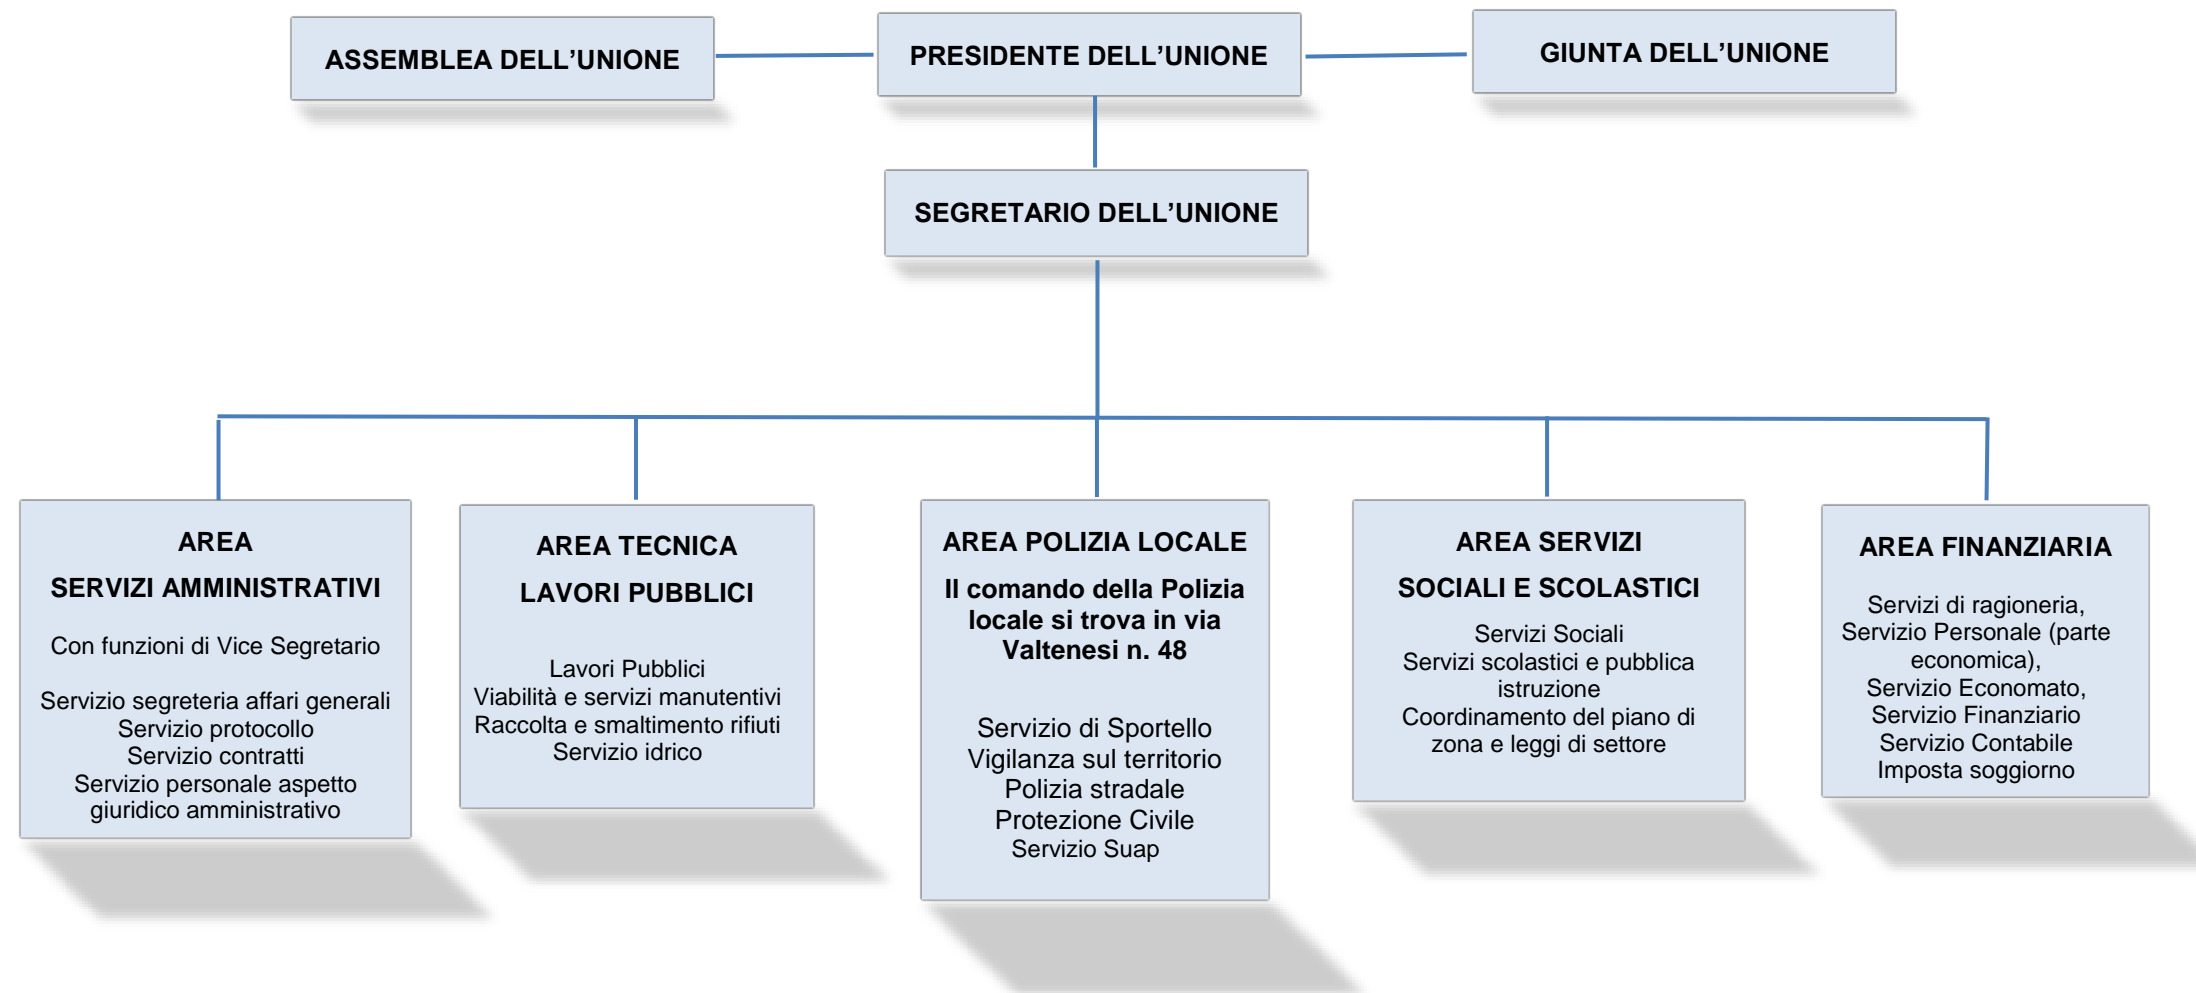 ASSEMBLEA DELL’UNIONE
PRESIDENTE DELL’UNIONE
GIUNTA DELL’UNIONE
SEGRETARIO DELL’UNIONE
AREA
SERVIZI AMMINISTRATIVI
Con funzioni di Vice Segretario
Servizio segreteria affari generali
Servizio protocollo
Servizio contratti
Servizio personale aspetto
giuridico amministrativo
AREA TECNICA
LAVORI PUBBLICI
Lavori Pubblici
Viabilità e servizi manutentivi
Raccolta e smaltimento rifiuti
Servizio idrico
AREA POLIZIA LOCALE
Il comando della Polizia
locale si trova in via
Valtenesi n. 48
Servizio di Sportello
Vigilanza sul territorio
Polizia stradale
Protezione Civile
Servizio Suap
AREA SERVIZI
SOCIALI E SCOLASTICI
Servizi Sociali
Servizi scolastici e pubblica
istruzione
Coordinamento del piano di
zona e leggi di settore
AREA FINANZIARIA
Servizi di ragioneria,
Servizio Personale (parte
economica),
Servizio Economato,
Servizio Finanziario
Servizio Contabile
Imposta soggiorno